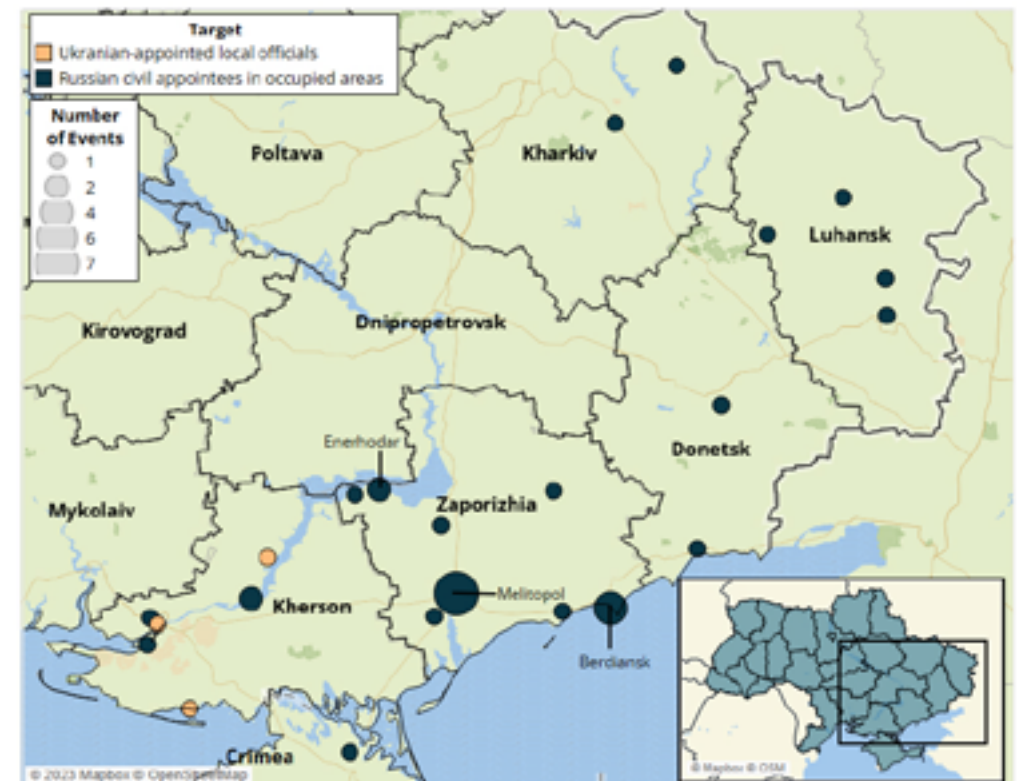 Target
Ukranian-appointed local officials
Russian civil appointees in occupied areas
Number
of Events
1
2
4
6
7
Poltava
Kharkiv
Luhansk
Kirovograd
Dnipropetrovsk
Enerhodar
Donetsk
Mykolaiv
Zaporizhia
Melitopol
Kherson
Berdiansk
Crimea
© 2023 Mapbox © OpenStreetMap
© Mapbox © OSM